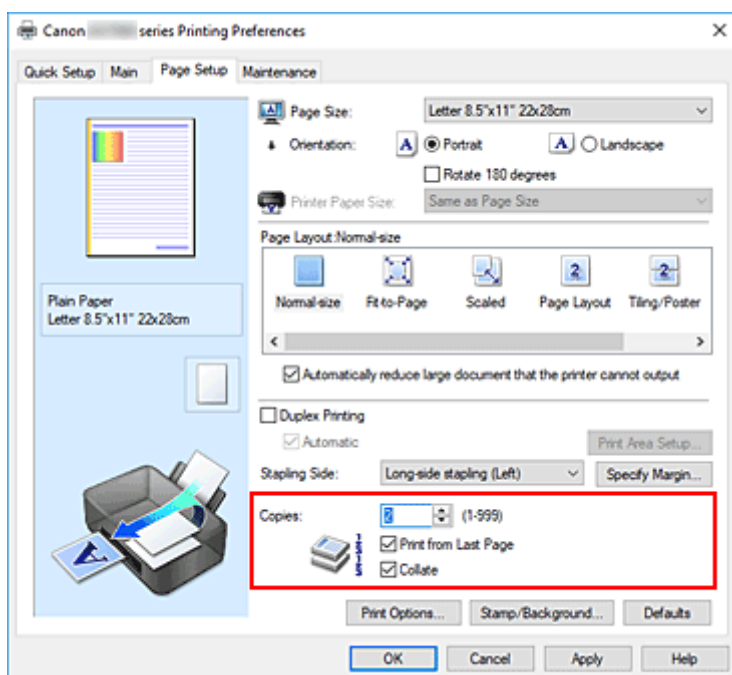 Canon series Printing Preferences
Quick Setup Main Page Setup Maintenance
Page Size: Letter 8.5"x11" 22x28cm
Orientation: A Portrait A Landscape
Rotate 180 degrees
Printer Paper Size: Same as Page Size
Page Layout:Normal-size
Normal-size Fit-to-Page Scaled Page Layout Tiling/Poster
Automatically reduce large document that the printer cannot output
Plain Paper
Letter 8.5"x11" 22x28cm
Duplex Printing
Automatic Print Area Setup...
Stapling Side: Long-side stapling (Left) Specify Margin...
Copies: 2 (1-999)
Print from Last Page
Collate
Print Options... Stamp/Background... Defaults
OK Cancel Apply Help